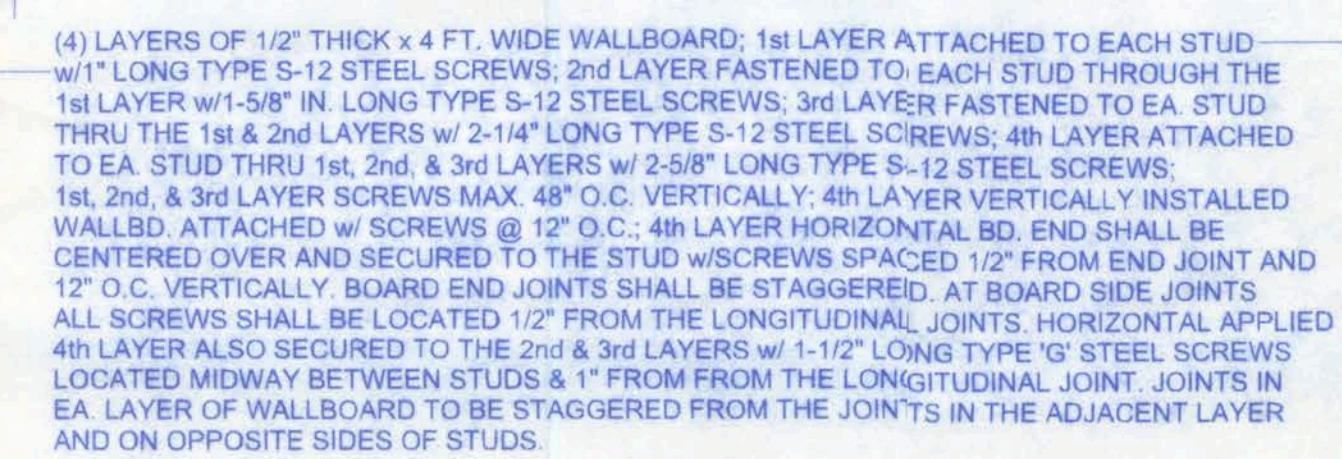 (4) LAYERS OF 1/2" THICK x 4 FT. WIDE WALLBOARD; 1st LAYER ATTACHED TO EACH STUD
w/1" LONG TYPE S-12 STEEL SCREWS; 2nd LAYER FASTENED TO EACH STUD THROUGH THE
1st LAYER w/1-5/8" IN. LONG TYPE S-12 STEEL SCREWS; 3rd LAYER FASTENED TO EA. STUD
THRU THE 1st & 2nd LAYERS w/ 2-1/4" LONG TYPE S-12 STEEL SCREWS; 4th LAYER ATTACHED
TO EA. STUD THRU 1st, 2nd, & 3rd LAYERS w/ 2-5/8" LONG TYPE S-12 STEEL SCREWS;
1st, 2nd, & 3rd LAYER SCREWS MAX. 48" O.C. VERTICALLY; 4th LAYER VERTICALLY INSTALLED
WALLBD. ATTACHED w/ SCREWS @ 12" O.C.; 4th LAYER HORIZONTAL BD. END SHALL BE
CENTERED OVER AND SECURED TO THE STUD w/SCREWS SPACED 1/2" FROM END JOINT AND
12" O.C. VERTICALLY. BOARD END JOINTS SHALL BE STAGGERED. AT BOARD SIDE JOINTS
ALL SCREWS SHALL BE LOCATED 1/2" FROM THE LONGITUDINAL JOINTS. HORIZONTAL APPLIED
4th LAYER ALSO SECURED TO THE 2nd & 3rd LAYERS w/ 1-1/2" LONG TYPE 'G' STEEL SCREWS
LOCATED MIDWAY BETWEEN STUDS & 1" FROM FROM THE LONGITUDINAL JOINT. JOINTS IN
EA. LAYER OF WALLBOARD TO BE STAGGERED FROM THE JOINTS IN THE ADJACENT LAYER
AND ON OPPOSITE SIDES OF STUDS.